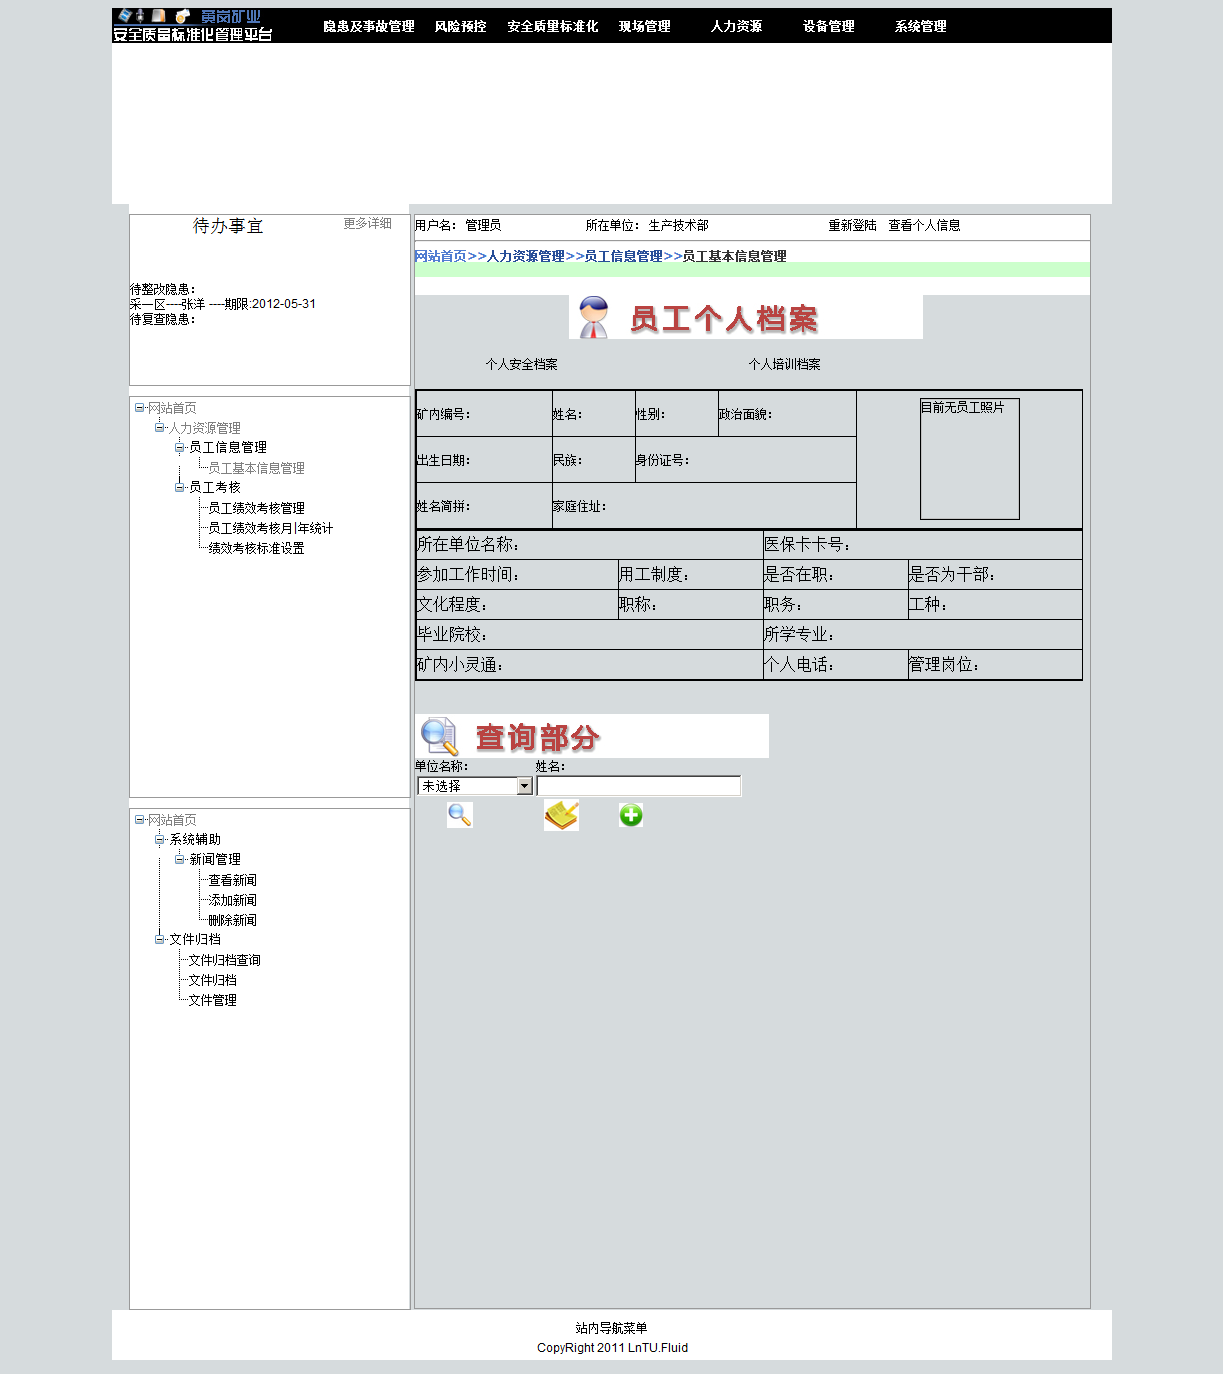 黄岗矿业
安全质量标准化管理平台
隐患及事故管理 风险预控 安全质量标准化 现场管理 人力资源 设备管理 系统管理
待办事宜 更多详细
待整改隐患：
采一区----张洋 ----期限:2012-05-31
待复查隐患：
网站首页
人力资源管理
员工信息管理
员工基本信息管理
员工考核
员工绩效考核管理
员工绩效考核月|年统计
绩效考核标准设置
网站首页
系统辅助
新闻管理
查看新闻
添加新闻
删除新闻
文件归档
文件归档查询
文件归档
文件管理
用户名： 管理员 所在单位： 生产技术部 重新登陆 查看个人信息
网站首页>>人力资源管理>>员工信息管理>>员工基本信息管理
员工个人档案
个人安全档案 个人培训档案
矿内编号： 姓名： 性别： 政治面貌： 目前无员工照片
出生日期： 民族： 身份证号：
姓名简拼： 家庭住址：
所在单位名称： 医保卡卡号：
参加工作时间： 用工制度： 是否在职： 是否为干部：
文化程度： 职称： 职务： 工种：
毕业院校： 所学专业：
矿内小灵通： 个人电话： 管理岗位：
查询部分
单位名称： 姓名：
未选择
站内导航菜单
CopyRight 2011 LnTU.Fluid